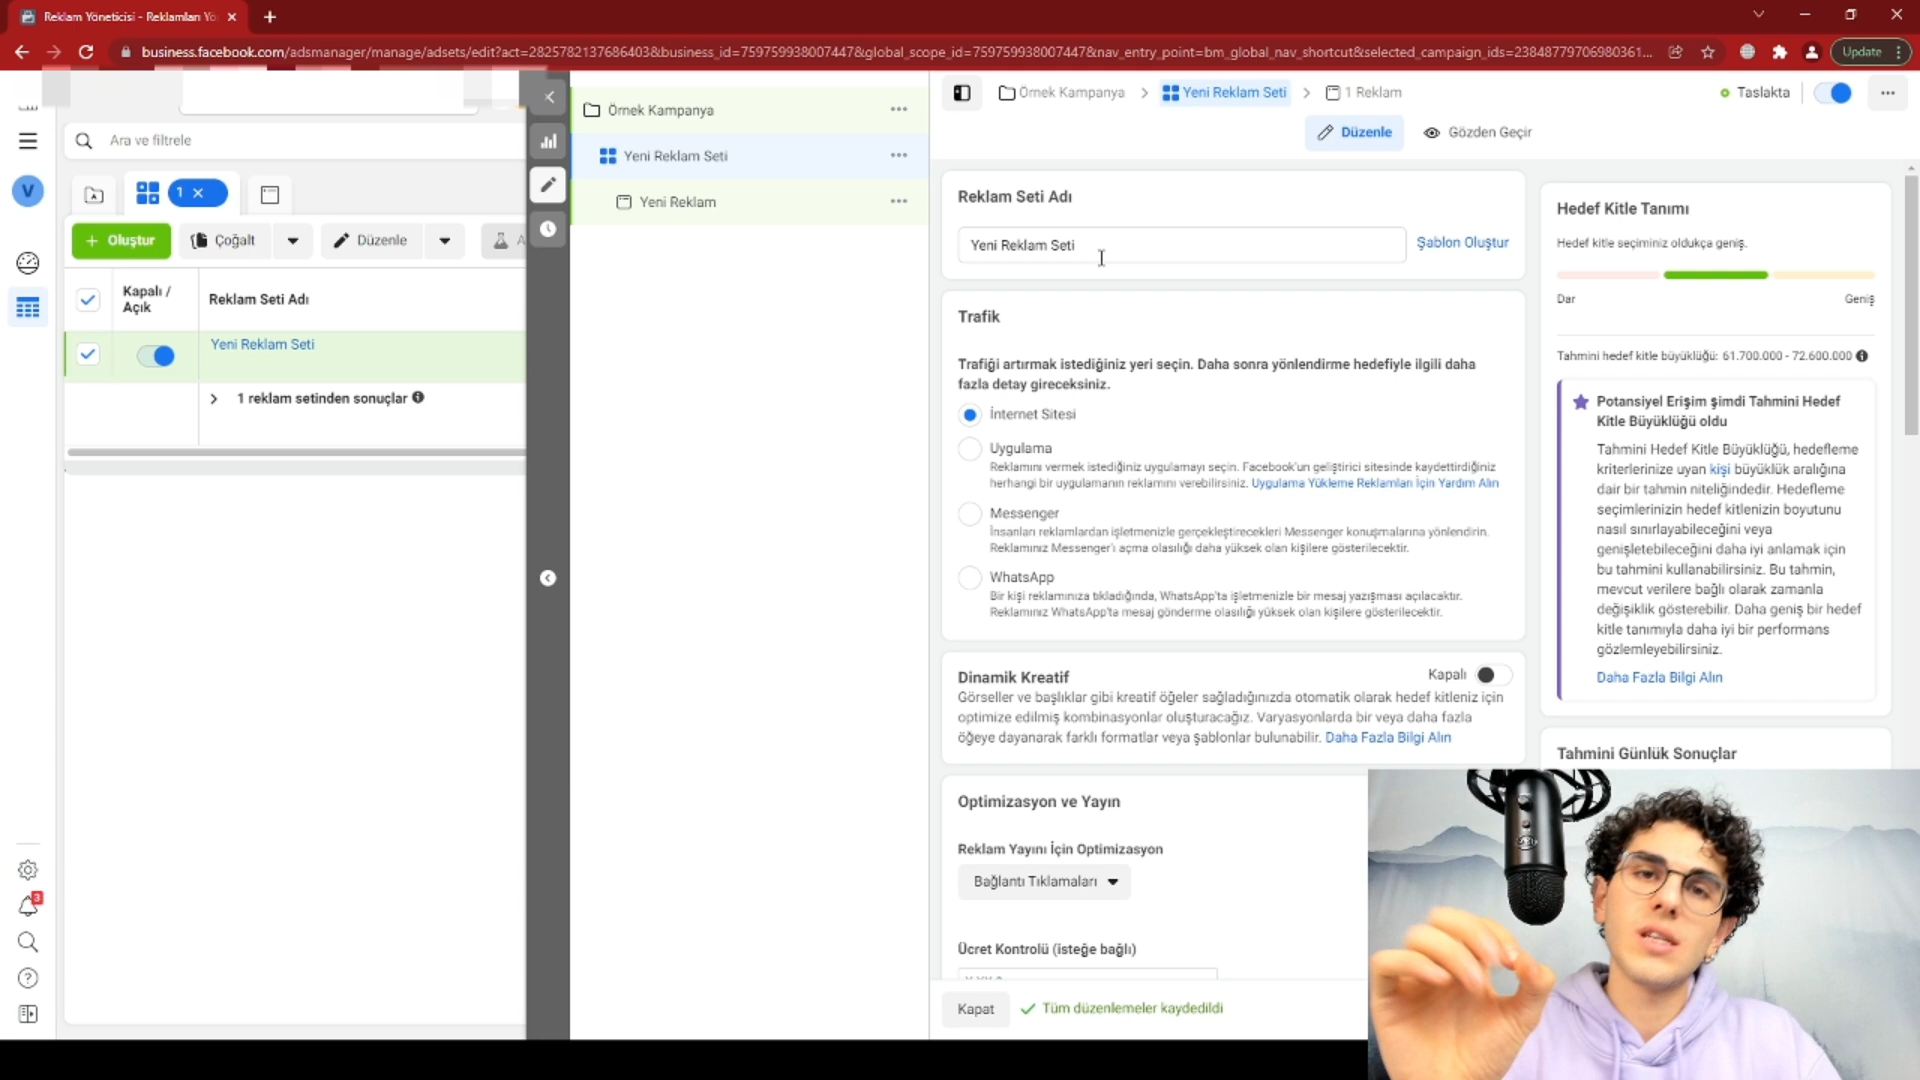 Reklam Yöneticisi - Reklamları Yö
Update
business.facebook.com/adsmanager/manage/adsets/edit?act=2825782137686403&business_id=759759938007447&global_scope_id=759759938007447&nav_entry_point=bm_global_nav_shortcut&selected_campaign_ids=23848779706980361...
Ara ve filtrele
V
1
Oluştur
Çoğalt
Düzenle
A
Kapalı /
Açık
Reklam Seti Adı
Yeni Reklam Seti
1 reklam setinden sonuçlar
3
Örnek Kampanya
Yeni Reklam Seti
Yeni Reklam
Örnek Kampanya
Yeni Reklam Seti
1 Reklam
Taslakta
Düzenle
Gözden Geçir
Reklam Seti Adı
Yeni Reklam Seti
Şablon Oluştur
Trafik
Trafiği artırmak istediğiniz yeri seçin. Daha sonra yönlendirme hedefiyle ilgili daha
fazla detay gireceksiniz.
İnternet Sitesi
Uygulama
Reklamını vermek istediğiniz uygulamayı seçin. Facebook'un geliştirici sitesinde kaydettirdiğiniz
herhangi bir uygulamanın reklamını verebilirsiniz. Uygulama Yükleme Reklamları İçin Yardım Alın
Messenger
İnsanları reklamlardan işletmenizle gerçekleştirecekleri Messenger konuşmalarına yönlendirin.
Reklamınız Messenger'ı açma olasılığı daha yüksek olan kişilere gösterilecektir.
WhatsApp
Bir kişi reklamınıza tıkladığında, WhatsApp'ta işletmenizle bir mesaj yazışması açılacaktır.
Reklamınız WhatsApp'ta mesaj gönderme olasılığı yüksek olan kişilere gösterilecektir.
Dinamik Kreatif
Kapalı
Görseller ve başlıklar gibi kreatif öğeler sağladığınızda otomatik olarak hedef kitleniz için
optimize edilmiş kombinasyonlar oluşturacağız. Varyasyonlarda bir veya daha fazla
öğeye dayanarak farklı formatlar veya şablonlar bulunabilir. Daha Fazla Bilgi Alın
Optimizasyon ve Yayın
Reklam Yayını İçin Optimizasyon
Bağlantı Tıklamaları
Ücret Kontrolü (isteğe bağlı)
Kapat
Tüm düzenlemeler kaydedildi
Hedef Kitle Tanımı
Hedef kitle seçiminiz oldukça geniş.
Dar
Geniş
Tahmini hedef kitle büyüklüğü: 61.700.000 - 72.600.000
Potansiyel Erişim şimdi Tahmini Hedef
Kitle Büyüklüğü oldu
Tahmini Hedef Kitle Büyüklüğü, hedefleme
kriterlerinize uyan kişi büyüklük aralığına
dair bir tahmin niteliğindedir. Hedefleme
seçimlerinizin hedef kitlenizin boyutunu
nasıl sınırlayabileceğini veya
genişletebileceğini daha iyi anlamak için
bu tahmini kullanabilirsiniz. Bu tahmin,
mevcut verilere bağlı olarak zamanla
değişiklik gösterebilir. Daha geniş bir hedef
kitle tanımıyla daha iyi bir performans
gözlemleyebilirsiniz.
Daha Fazla Bilgi Alın
Tahmini Günlük Sonuçlar